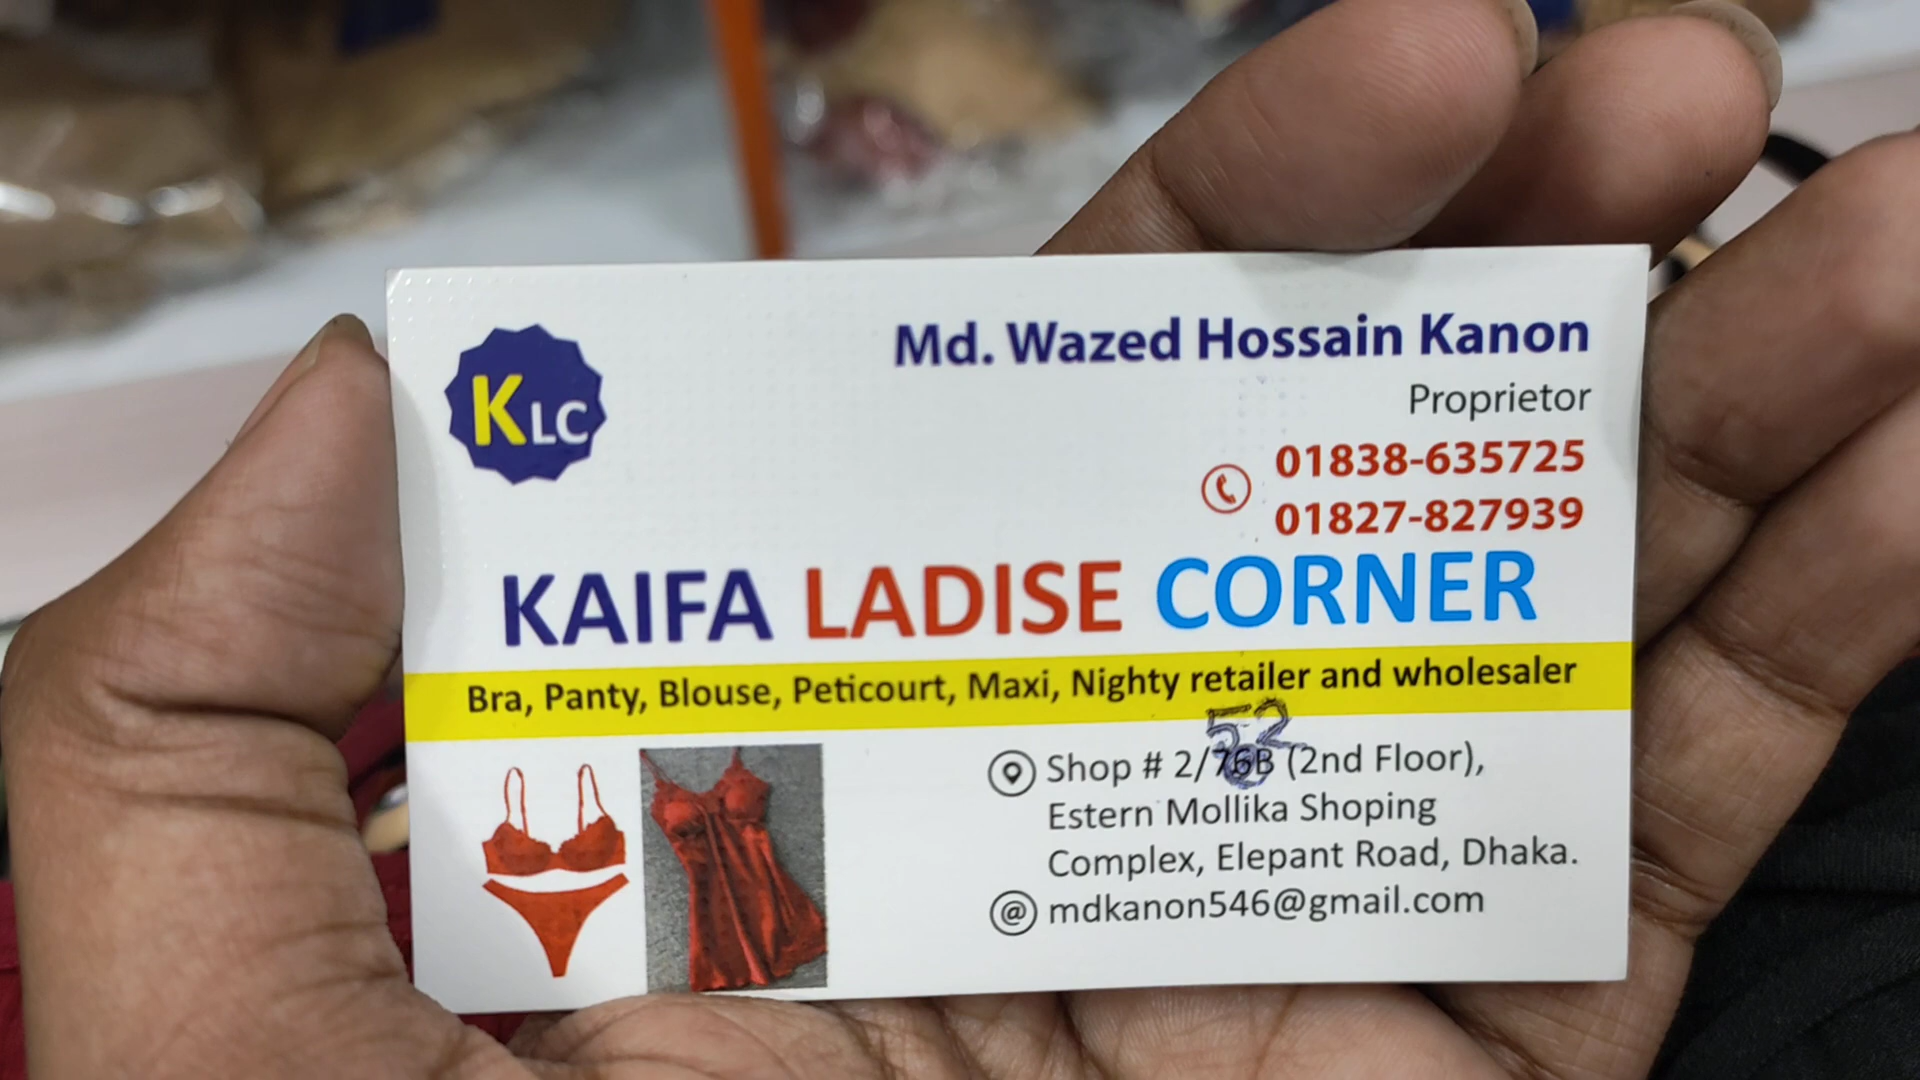 KLC
Md. Wazed Hossain Kanon
Proprietor
01838-635725
01827-827939
KAIFA LADISE CORNER
Bra, Panty, Blouse, Peticourt, Maxi, Nighty retailer and wholesaler
52
Shop # 2/76B (2nd Floor),
Estern Mollika Shoping
Complex, Elepant Road, Dhaka.
@ mdkanon546@gmail.com